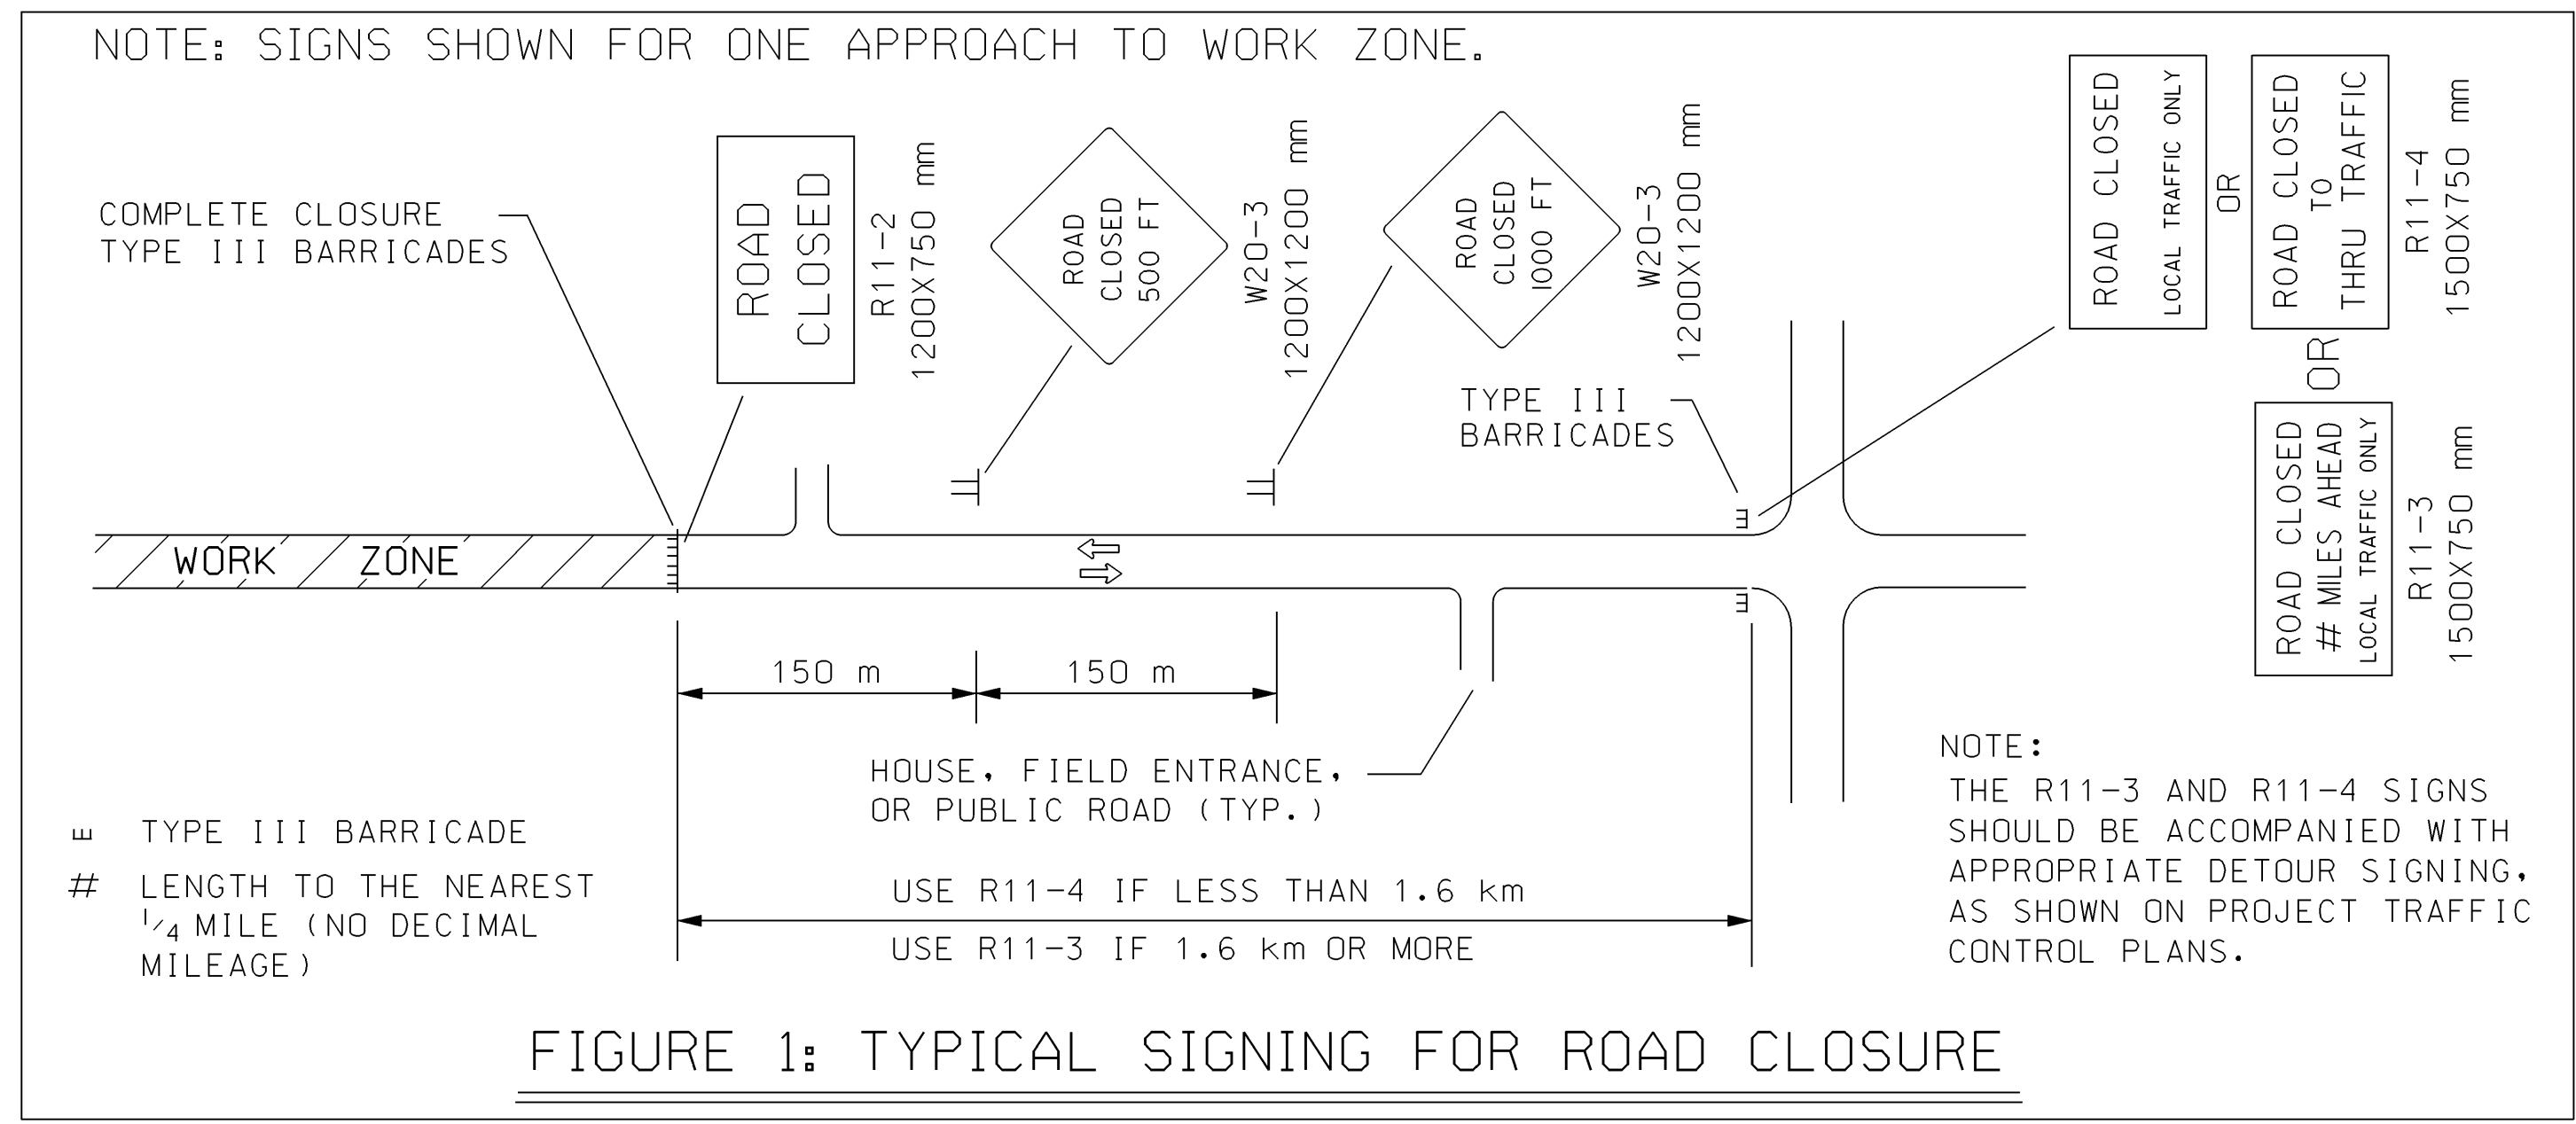 NOTE: SIGNS SHOWN FOR ONE APPROACH TO WORK ZONE.
COMPLETE CLOSURE
TYPE III BARRICADES
ROAD
CLOSED
R11-2
1200X750 mm
ROAD
CLOSED
500 FT
W20-3
1200X1200 mm
ROAD
CLOSED
1000 FT
W20-3
1200X1200 mm
TYPE III
BARRICADES
ROAD CLOSED
LOCAL TRAFFIC ONLY
OR
ROAD CLOSED
TO
THRU TRAFFIC
R11-4
1500X750 mm
OR
ROAD CLOSED
# MILES AHEAD
LOCAL TRAFFIC ONLY
R11-3
1500X750 mm
WORK ZONE
150 m
150 m
HOUSE, FIELD ENTRANCE,
OR PUBLIC ROAD (TYP.)
TYPE III BARRICADE
# LENGTH TO THE NEAREST
1/4 MILE (NO DECIMAL
MILEAGE)
USE R11-4 IF LESS THAN 1.6 km
USE R11-3 IF 1.6 km OR MORE
NOTE:
THE R11-3 AND R11-4 SIGNS
SHOULD BE ACCOMPANIED WITH
APPROPRIATE DETOUR SIGNING,
AS SHOWN ON PROJECT TRAFFIC
CONTROL PLANS.
FIGURE 1: TYPICAL SIGNING FOR ROAD CLOSURE